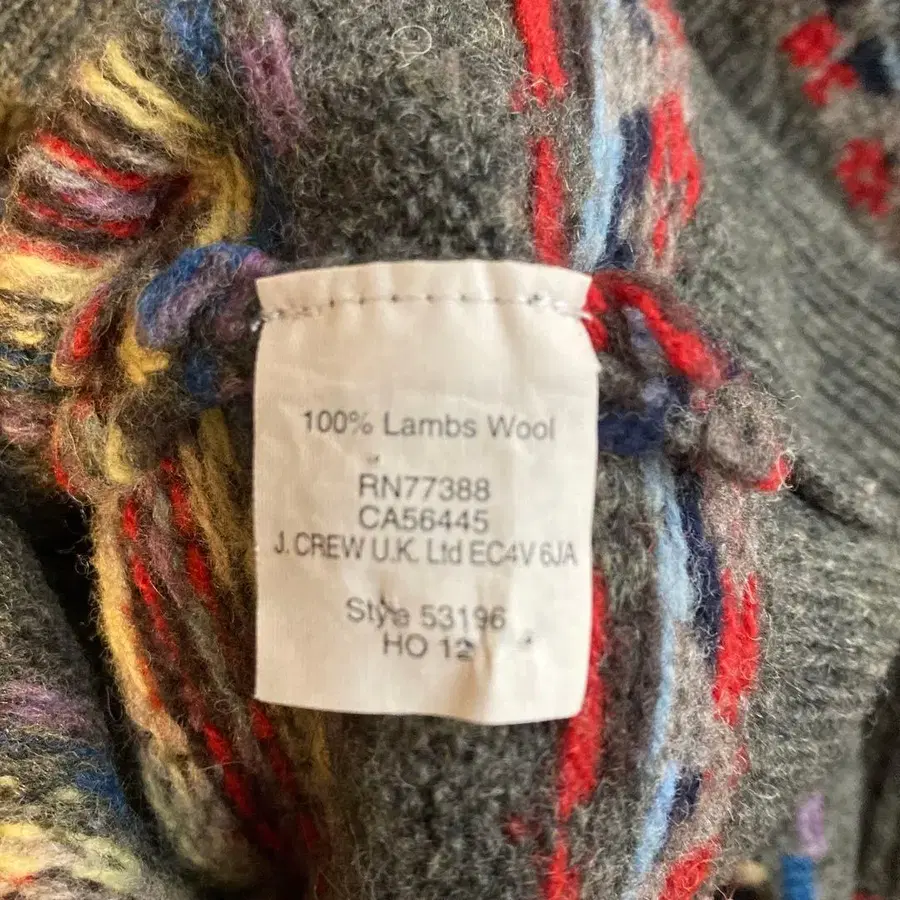 100% Lambs Wool
RN77388
CA56445
J. CREW U.K. Ltd EC4V 6JA
Style 53196
HO 12